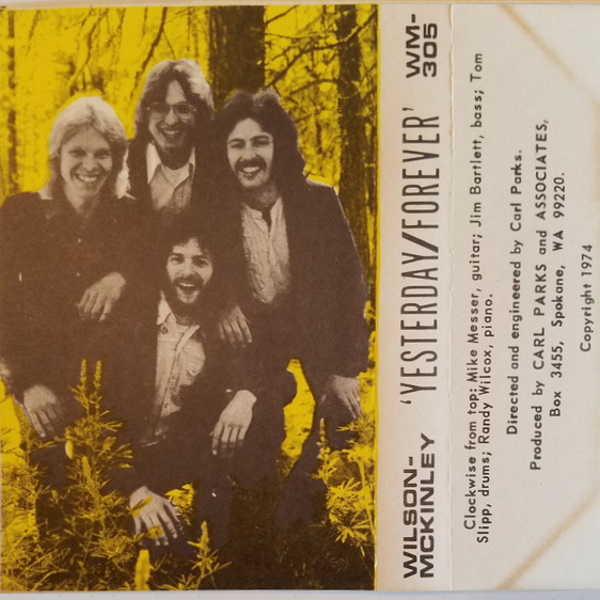 WILSON-
MCKINLEY
'YESTERDAY/FOREVER'
WM-
305
Clockwise from top: Mike Messer, guitar; Jim Bartlett, bass; Tom
Slipp, drums; Randy Wilcox, piano.
Directed and engineered by Carl Parks.
Produced by CARL PARKS and ASSOCIATES,
Box 3455, Spokane, WA 99220.
Copyright 1974